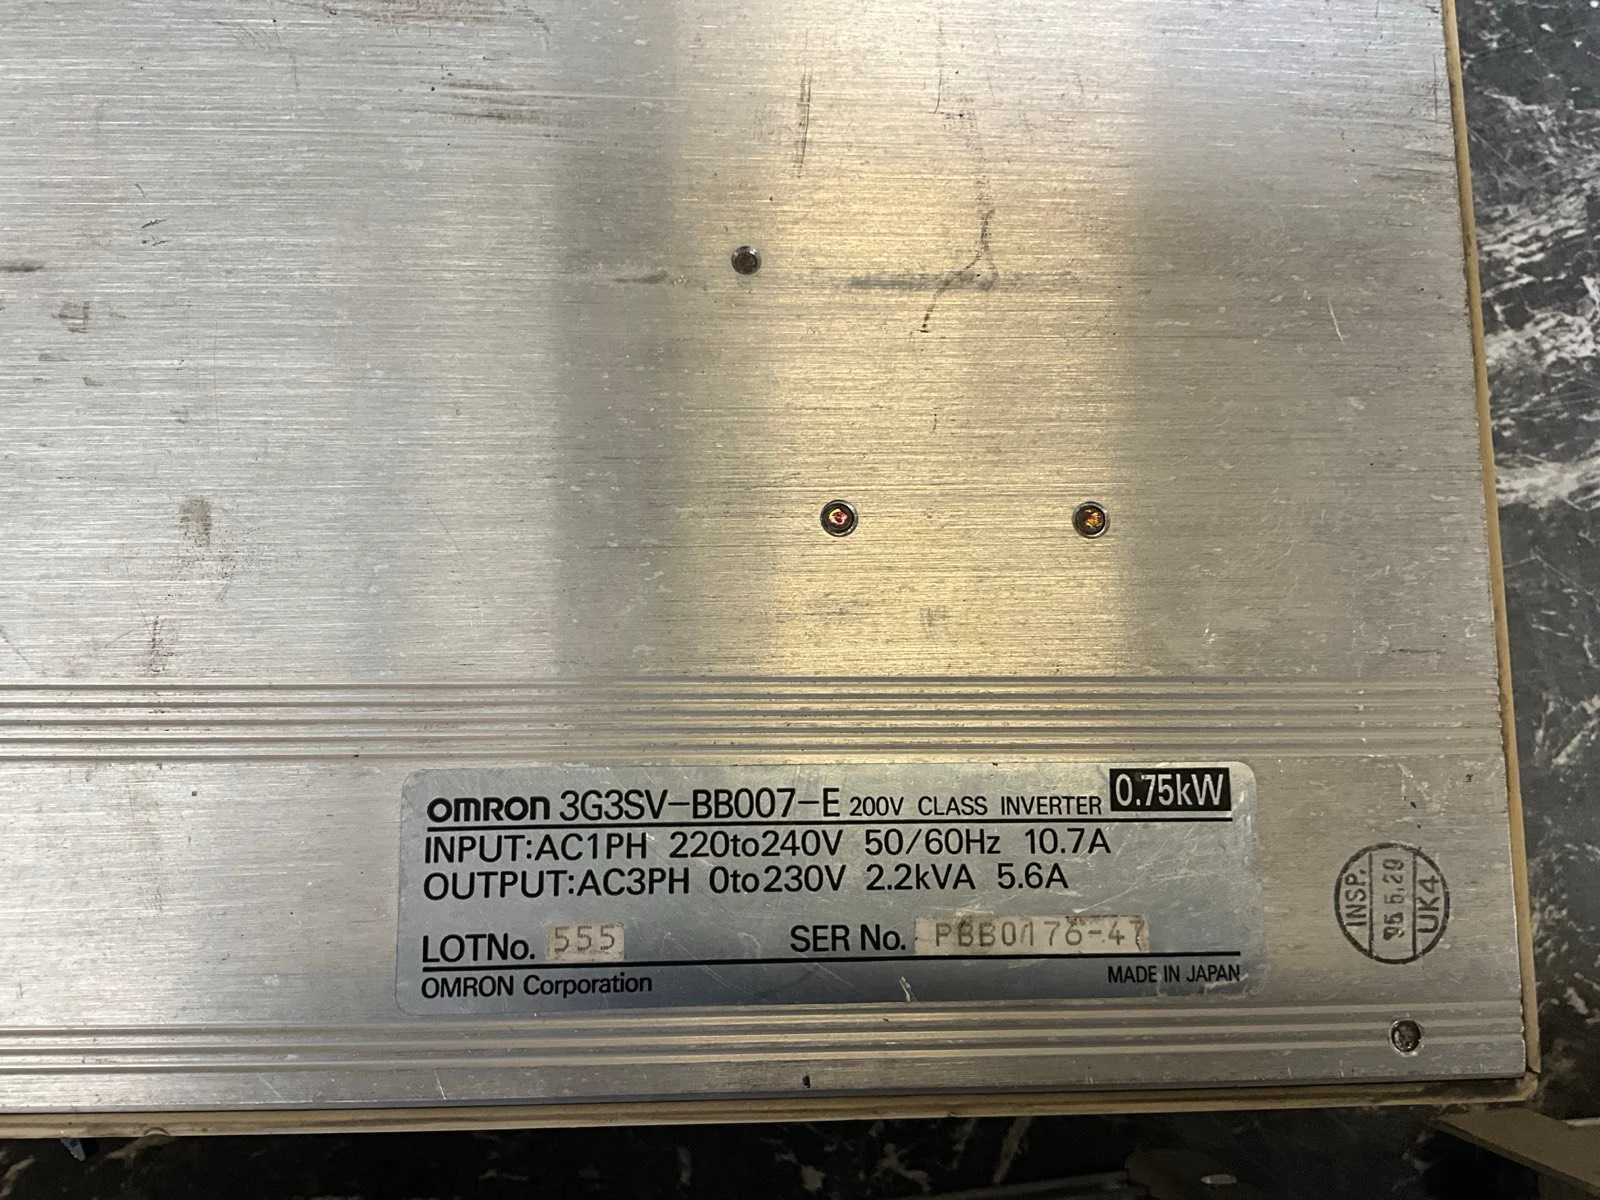 OMRON 3G3SV-BB007-E 200V CLASS INVERTER 0.75kW
INPUT:AC1PH 220to240V 50/60Hz 10.7A
OUTPUT:AC3PH 0to230V 2.2kVA 5.6A
LOTNo. 555 SER No. PBB0176-47
OMRON Corporation MADE IN JAPAN
INSP.
95.5.29
UK4